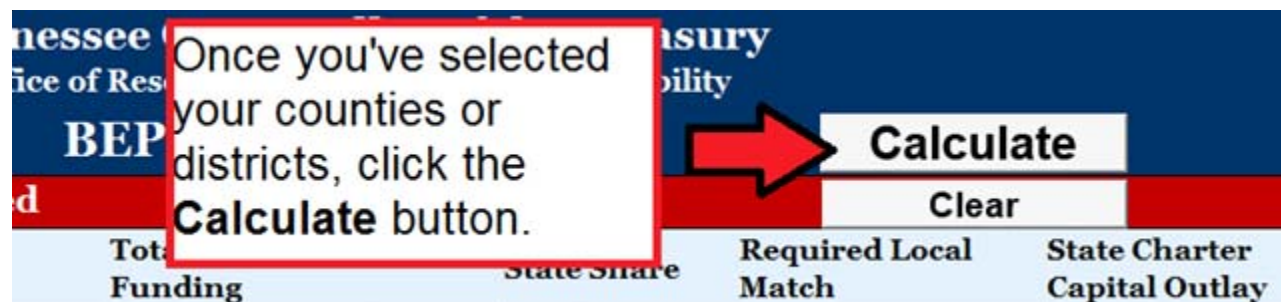 nessee
asury
ice of Res
bility
BEP
Once you've selected
your counties or
districts, click the
Calculate button.
Calculate
ed
Clear
Tot
Funding
State Share
Required Local
Match
State Charter
Capital Outlay